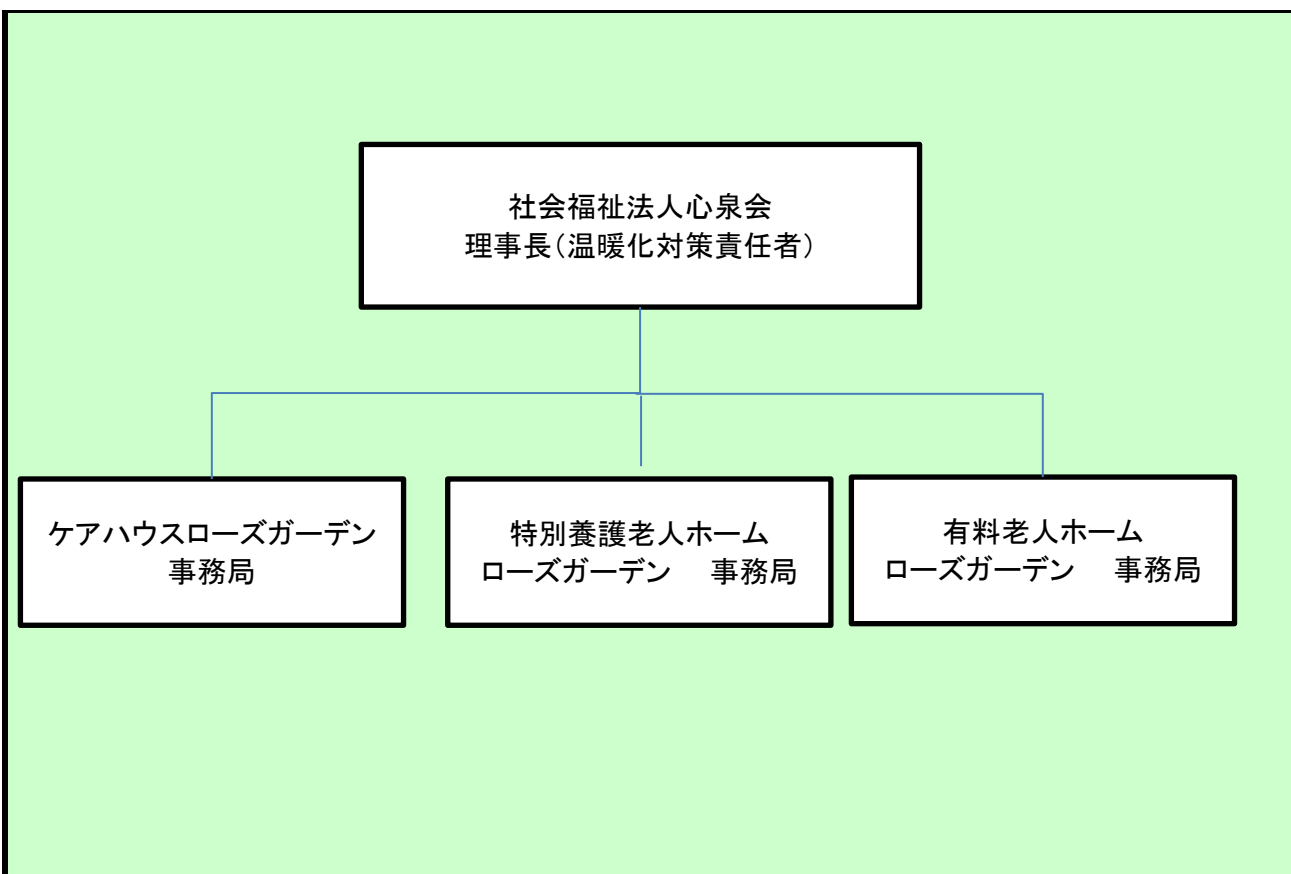 社会福祉法人心泉会
理事長（温暖化対策責任者）
ケアハウスローズガーデン
事務局
特別養護老人ホーム
ローズガーデン　事務局
有料老人ホーム
ローズガーデン　事務局